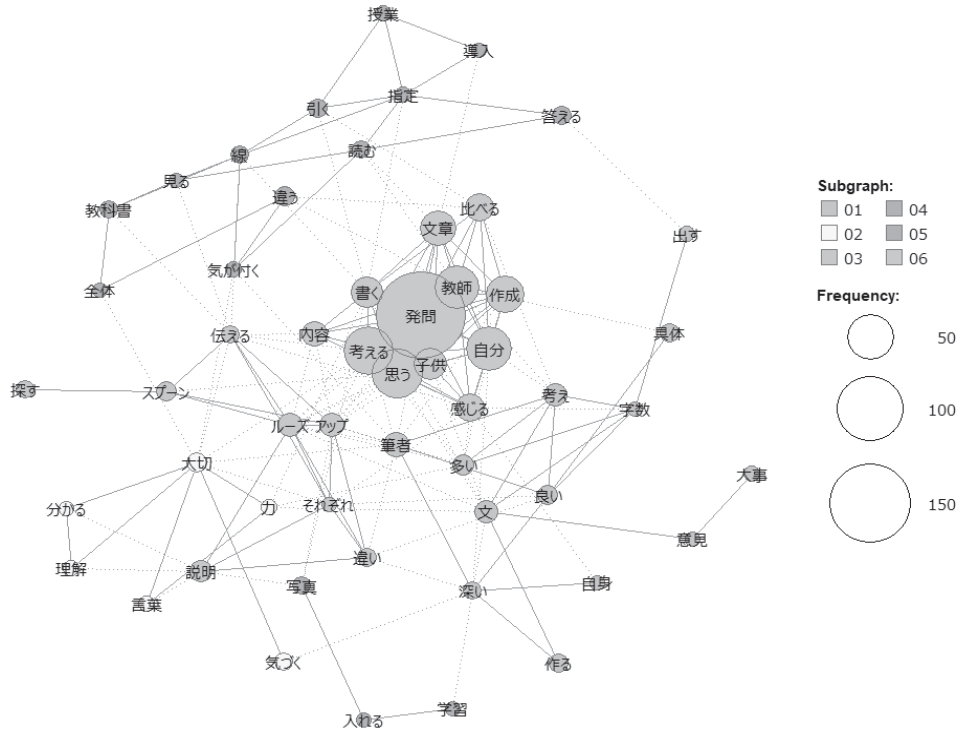 授業
導入
指定
引く
答える
線
読む
見る
違う
教科書
比べる
文章
出す
気が付く
全体
教師
書く
作成
発問
伝える
内容
具体
考える
自分
子供
思う
探す
スプーン
考え
感じる
字数
ルーズ
アップ
筆者
大切
多い
大事
分かる
力
それぞれ
良い
文
意見
違い
理解
説明
写真
自身
深い
言葉
気づく
作る
学習
入れる
Subgraph:
01 04
02 05
03 06
Frequency:
50
100
150